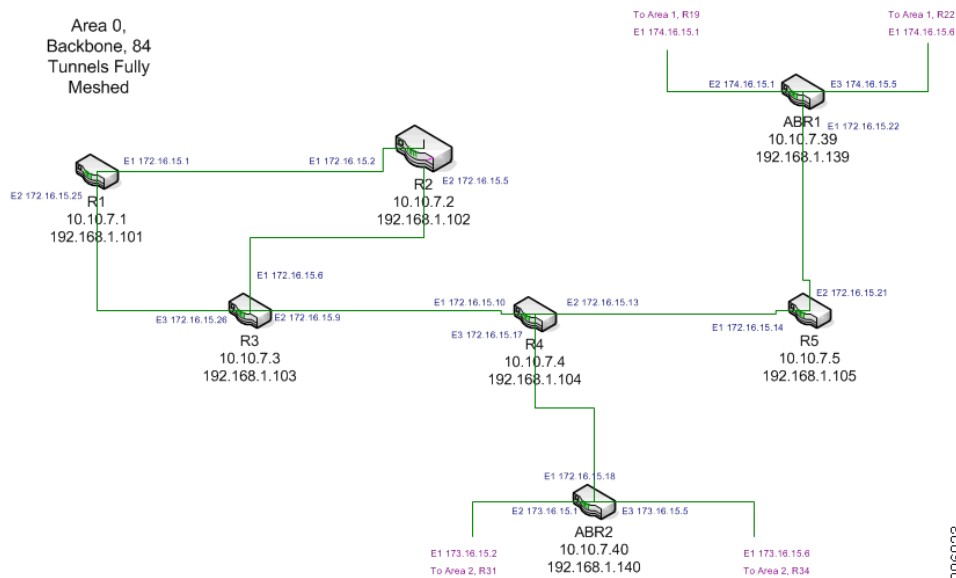 Area 0,
Backbone, 84
Tunnels Fully
Meshed
To Area 1, R19
E1 174.16.15.1
To Area 1, R22
E1 174.16.15.6
E2 174.16.15.1
E3 174.16.15.5
ABR1
10.10.7.39
192.168.1.139
E1 172.16.15.22
E1 172.16.15.1
E1 172.16.15.2
E2 172.16.15.25
R1
10.10.7.1
192.168.1.101
E2 172.16.15.5
R2
10.10.7.2
192.168.1.102
E1 172.16.15.6
E3 172.16.15.26
E2 172.16.15.9
R3
10.10.7.3
192.168.1.103
E1 172.16.15.10
E2 172.16.15.13
E3 172.16.15.17
R4
10.10.7.4
192.168.1.104
E2 172.16.15.21
E1 172.16.15.14
R5
10.10.7.5
192.168.1.105
E1 172.16.15.18
E2 173.16.15.1
E3 173.16.15.5
ABR2
10.10.7.40
192.168.1.140
E1 173.16.15.2
To Area 2, R31
E1 173.16.15.6
To Area 2, R34